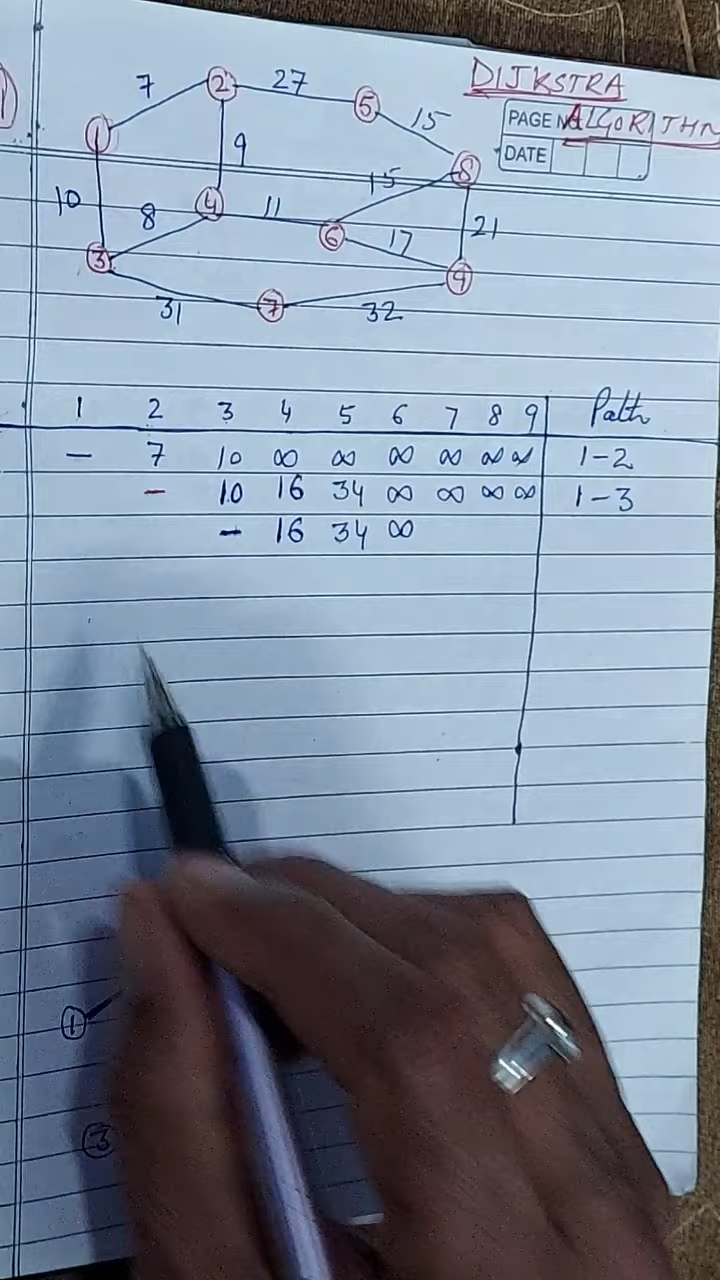 DIJKSTRA
ALGORITHM
PAGE N
DATE
7 2 27 5 15
1 9 8
10 8 4 11 15 21
3 6 17 9
31 7 32
1 2 3 4 5 6 7 8 9 Path
- 7 10 ∞ ∞ ∞ ∞ ∞ ∞ 1-2
- 10 16 34 ∞ ∞ ∞ ∞ 1-3
- 16 34 ∞
1
3